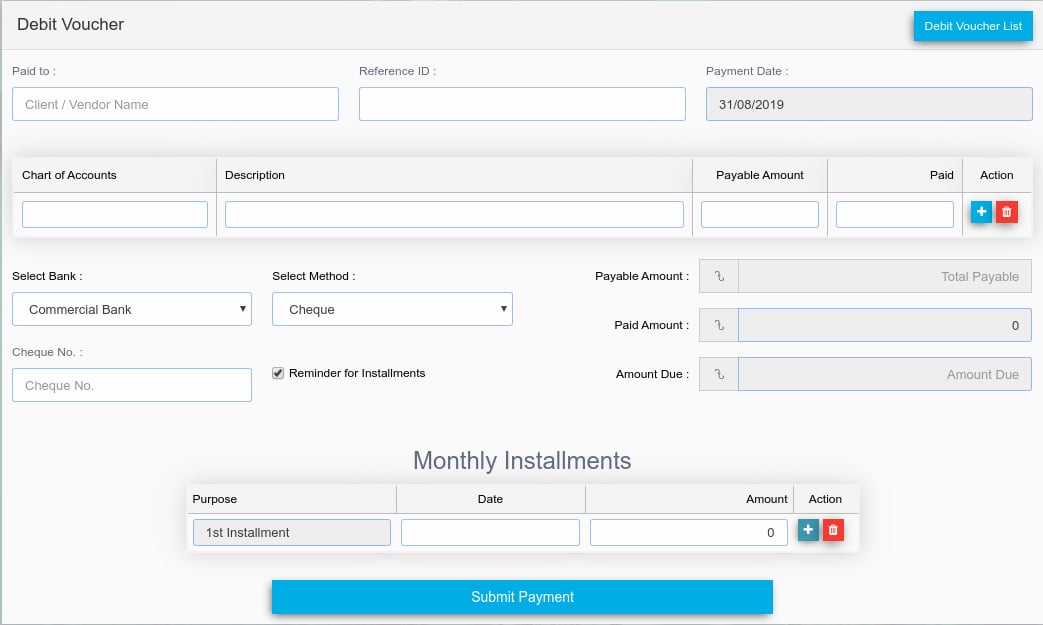 Debit Voucher
Debit Voucher List
Paid to :
Reference ID :
Payment Date :
Client / Vendor Name
31/08/2019
Chart of Accounts
Description
Payable Amount
Paid
Action
Select Bank :
Select Method :
Payable Amount :
Total Payable
Commercial Bank
Cheque
Paid Amount :
0
Cheque No. :
Cheque No.
Reminder for Installments
Amount Due :
Amount Due
Monthly Installments
Purpose
Date
Amount
Action
1st Installment
0
Submit Payment